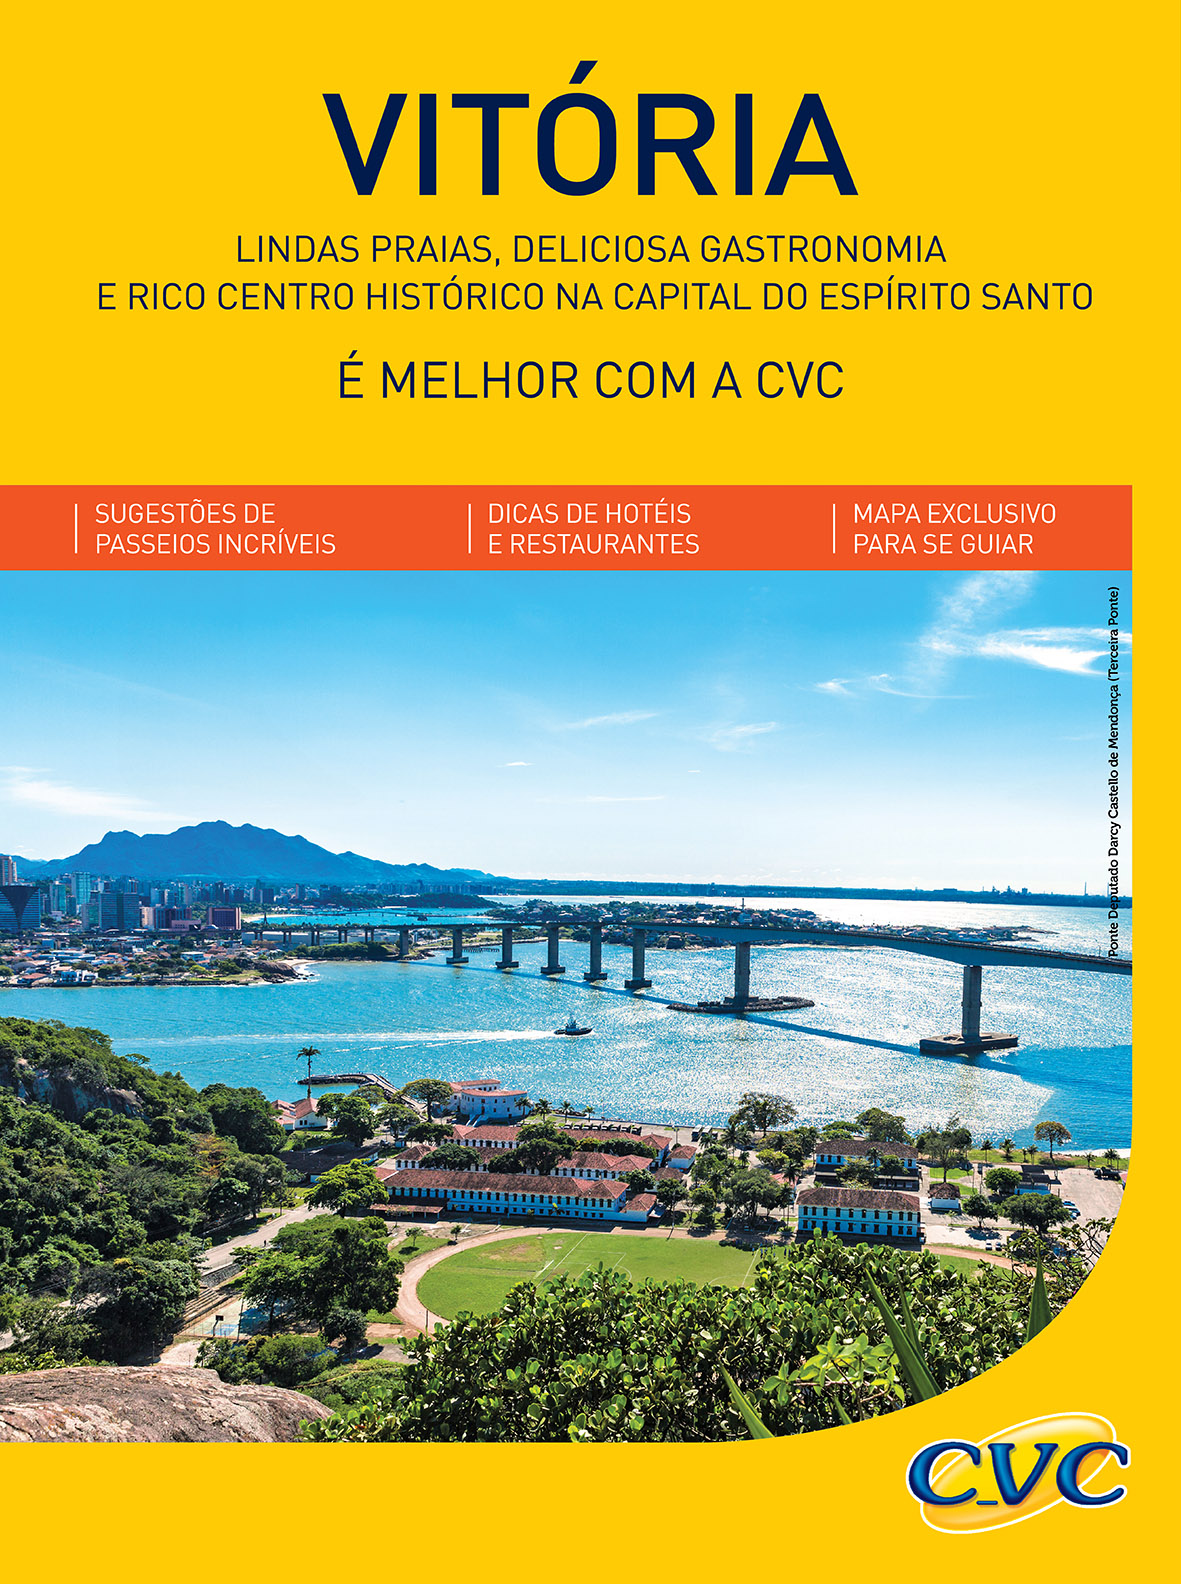 VITÓRIA
LINDAS PRAIAS, DELICIOSA GASTRONOMIA
E RICO CENTRO HISTÓRICO NA CAPITAL DO ESPÍRITO SANTO
É MELHOR COM A CVC
SUGESTÕES DE
PASSEIOS INCRÍVEIS
DICAS DE HOTÉIS
E RESTAURANTES
MAPA EXCLUSIVO
PARA SE GUIAR
Ponte Deputado Darcy Castello de Mendonça (Terceira Ponte)
CVC